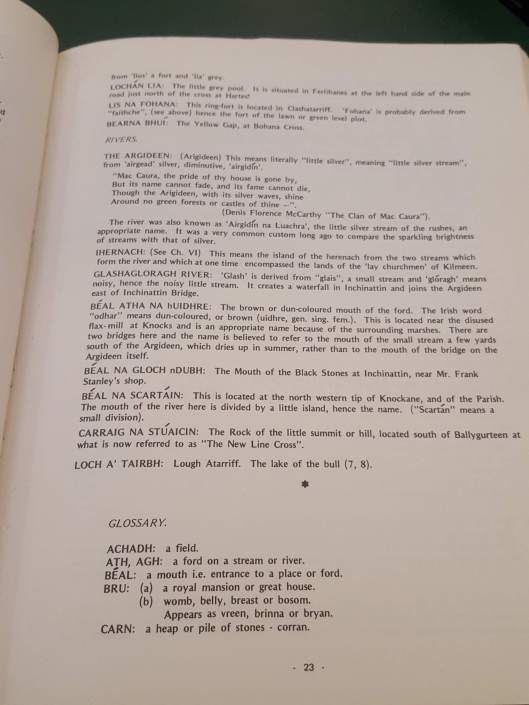 from 'lios' a fort and 'lia' grey.
LOCHÁN LIA: The little grey pool. It is situated in Ferlihanes at the left hand side of the main
road just north of the cross at Hartes!
LIS NA FOHANA: This ring-fort is located in Clashatarriff. 'Fohana' is probably derived from
"faithche", (see above) hence the fort of the lawn or green level plot.
BEARNA BHUI: The Yellow Gap, at Bohana Cross.
RIVERS.
THE ARGIDEEN: (Arigideen) This means literally "little silver", meaning "little silver stream",
from 'airgead' silver, diminutive, 'airgidín'.
"Mac Caura, the pride of thy house is gone by,
But its name cannot fade, and its fame cannot die,
Though the Arigideen, with its silver waves, shine
Around no green forests or castles of thine —".
(Denis Florence McCarthy "The Clan of Mac Caura").
The river was also known as 'Airgidín na Luachra', the little silver stream of the rushes, an
appropriate name. It was a very common custom long ago to compare the sparkling brightness
of streams with that of silver.
IHERNACH: (See Ch. VI) This means the island of the herenach from the two streams which
form the river and which at one time encompassed the lands of the 'lay churchmen' of Kilmeen.
GLASHAGLORAGH RIVER: 'Glash' is derived from "glais", a small stream and 'glóragh' means
noisy, hence the noisy little stream. It creates a waterfall in Inchinattin and joins the Argideen
east of Inchinattin Bridge.
BÉAL ATHA NA hUIDHRE: The brown or dun-coloured mouth of the ford. The Irish word
"odhar" means dun-coloured, or brown (uidhre, gen. sing. fem.). This is located near the disused
flax-mill at Knocks and is an appropriate name because of the surrounding marshes. There are
two bridges here and the name is believed to refer to the mouth of the small stream a few yards
south of the Argideen, which dries up in summer, rather than to the mouth of the bridge on the
Argideen itself.
BÉAL NA GLOCH nDUBH: The Mouth of the Black Stones at Inchinattin, near Mr. Frank
Stanley's shop.
BÉAL NA SCARTÁIN: This is located at the north western tip of Knockane, and of the Parish.
The mouth of the river here is divided by a little island, hence the name. ("Scartán" means a
small division).
CARRAIG NA STÚAICIN: The Rock of the little summit or hill, located south of Ballygurteen at
what is now referred to as "The New Line Cross".
LOCH A' TAIRBH: Lough Atarriff. The lake of the bull (7, 8).
*
GLOSSARY.
ACHADH: a field.
ATH, AGH: a ford on a stream or river.
BÉAL: a mouth i.e. entrance to a place or ford.
BRU: (a) a royal mansion or great house.
(b) womb, belly, breast or bosom.
Appears as vreen, brinna or bryan.
CARN: a heap or pile of stones - corran.
- 23 -